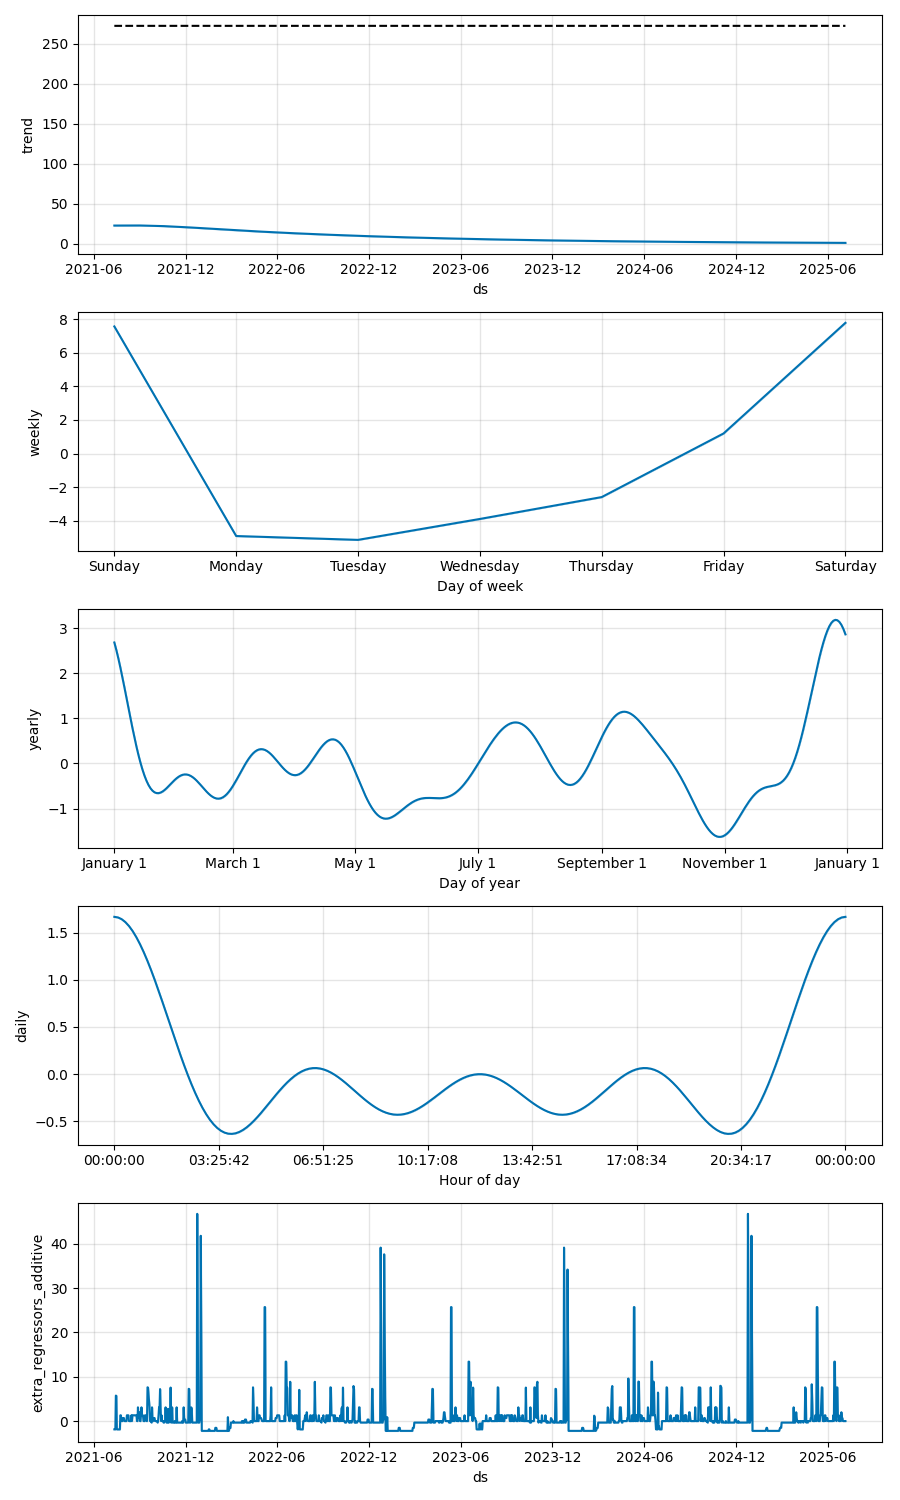 250
200
150
100
50
0
trend
2021-06 2021-12 2022-06 2022-12 2023-06 2023-12 2024-06 2024-12 2025-06
ds
8
6
4
2
0
−2
−4
weekly
Sunday Monday Tuesday Wednesday Thursday Friday Saturday
Day of week
3
2
1
0
−1
yearly
January 1 March 1 May 1 July 1 September 1 November 1 January 1
Day of year
1.5
1.0
0.5
0.0
−0.5
daily
00:00:00 03:25:42 06:51:25 10:17:08 13:42:51 17:08:34 20:34:17 00:00:00
Hour of day
40
30
20
10
0
extra_regressors_additive
2021-06 2021-12 2022-06 2022-12 2023-06 2023-12 2024-06 2024-12 2025-06
ds